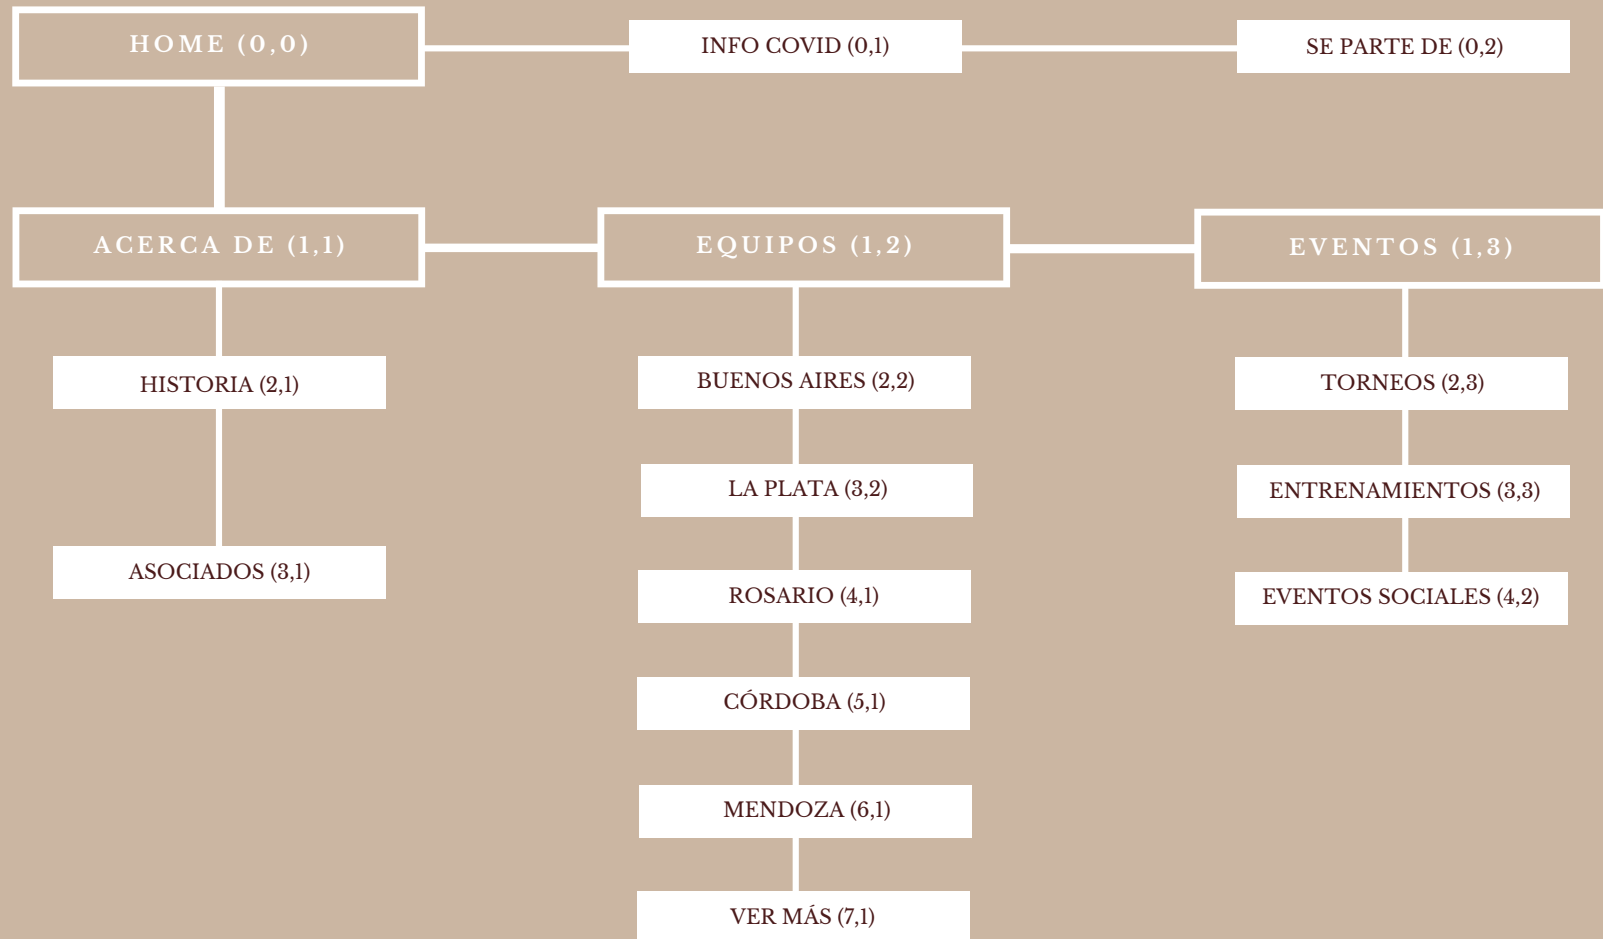 HOME (0,0)
INFO COVID (0,1)
SE PARTE DE (0,2)
ACERCA DE (1,1)
EQUIPOS (1,2)
EVENTOS (1,3)
HISTORIA (2,1)
BUENOS AIRES (2,2)
TORNEOS (2,3)
LA PLATA (3,2)
ENTRENAMIENTOS (3,3)
ASOCIADOS (3,1)
ROSARIO (4,1)
EVENTOS SOCIALES (4,2)
CÓRDOBA (5,1)
MENDOZA (6,1)
VER MÁS (7,1)